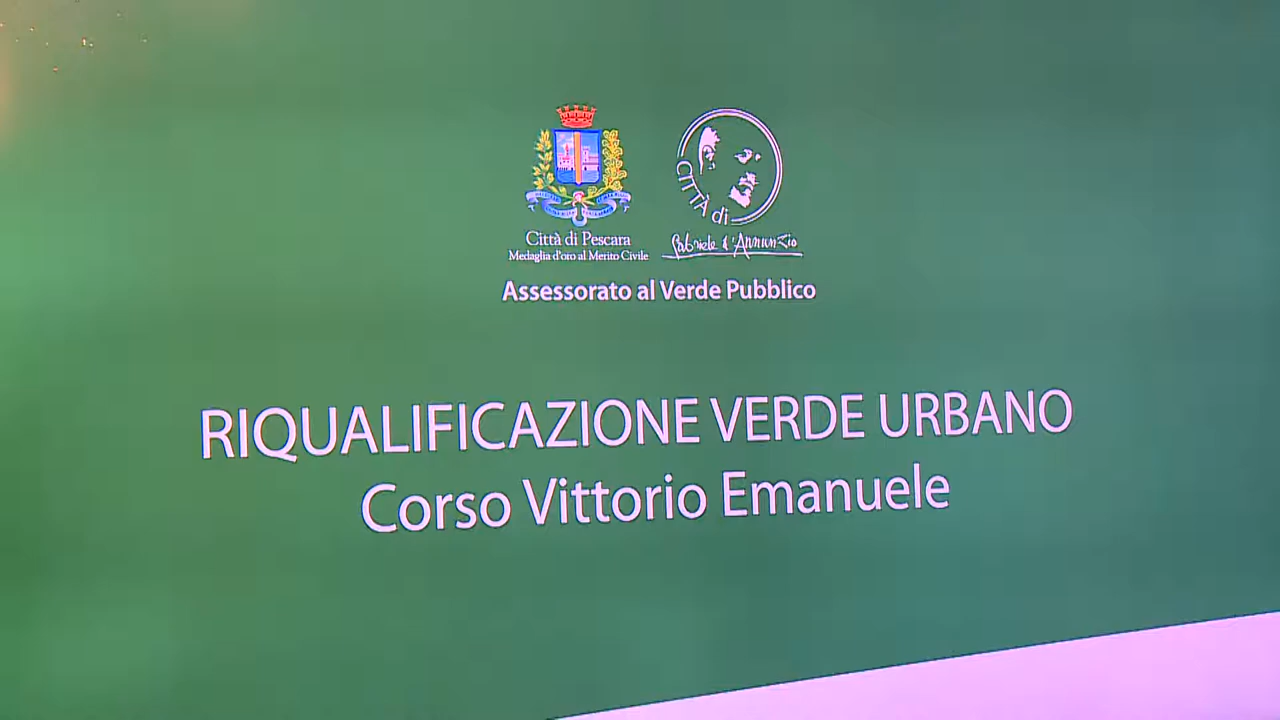 CITTÀ di
Città di Pescara
Medaglia d'oro al Merito Civile
Gabriele d'Annunzio
Assessorato al Verde Pubblico
RIQUALIFICAZIONE VERDE URBANO
Corso Vittorio Emanuele